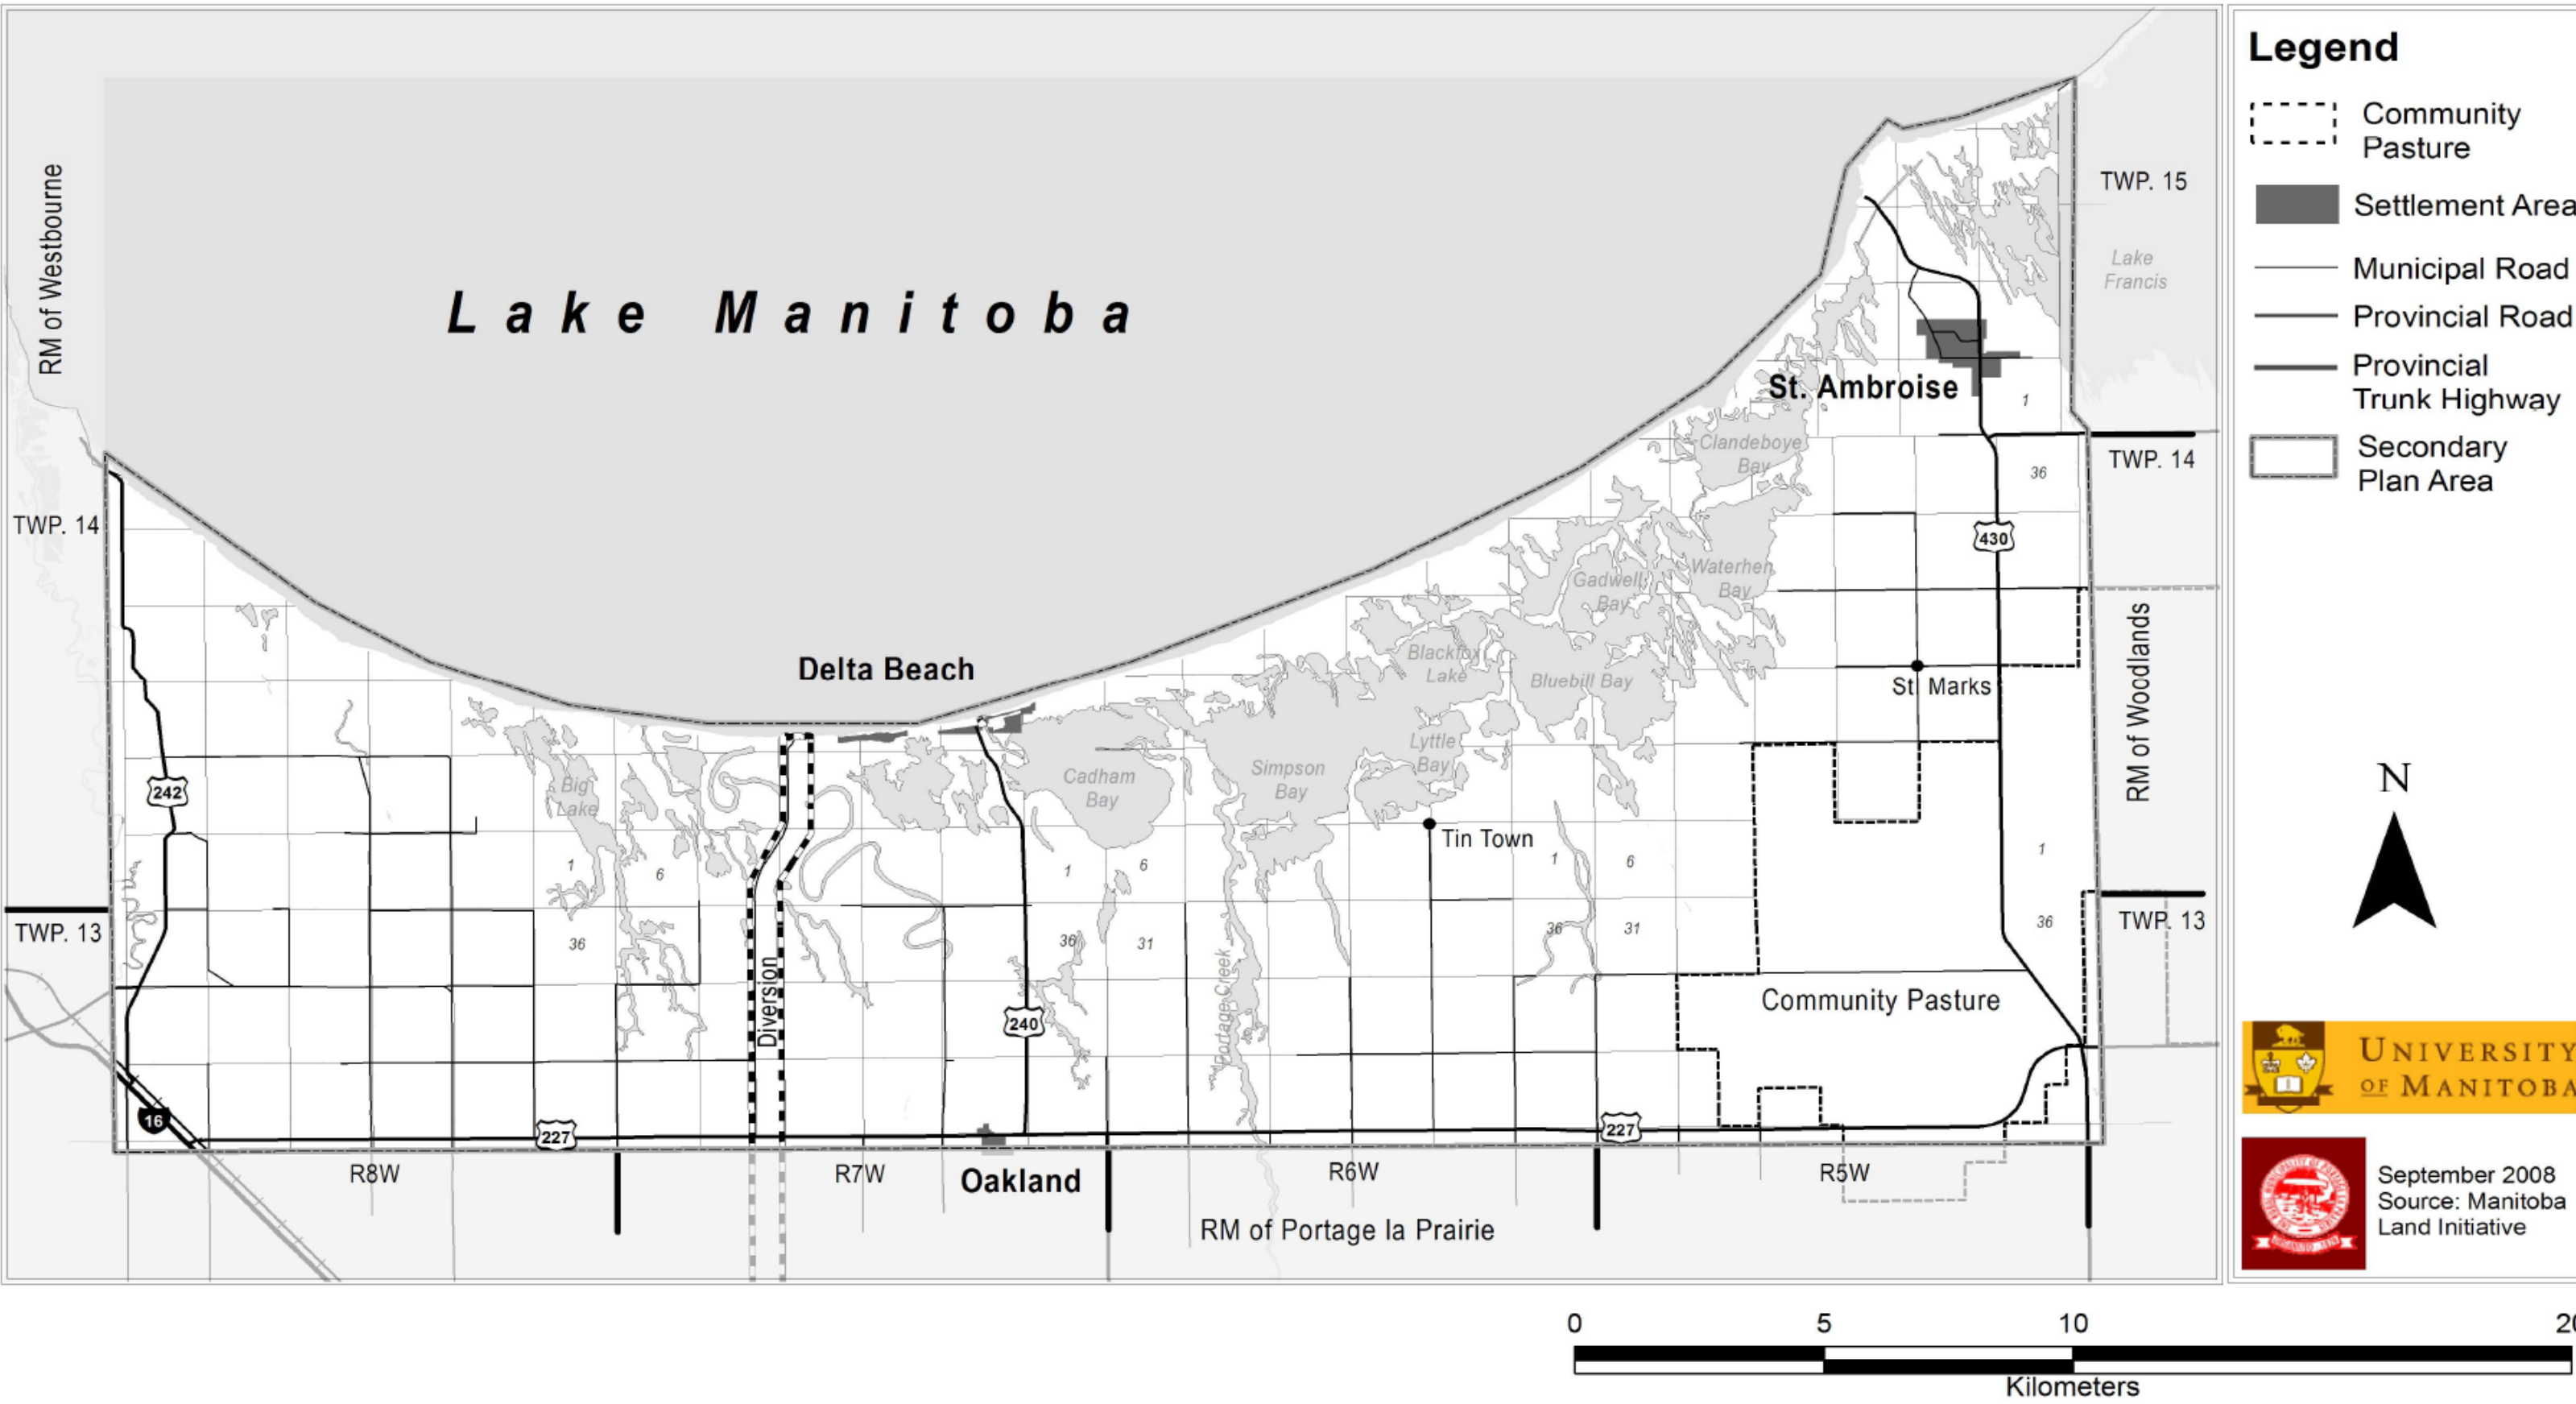 RM of Westbourne
Lake Manitoba
TWP. 15
Lake
Francis
St. Ambroise
1
TWP. 14
36
Clandeboye
Bay
TWP. 14
430
Waterhen
Bay
Gadwell
Bay
RM of Woodlands
Blackfox
Lake
Bluebill Bay
St. Marks
Delta Beach
Lyttle
Bay
Simpson
Bay
Cadham
Bay
Big
Lake
242
Tin Town
1
6
1
6
1
6
1
TWP. 13
36
36
31
36
31
36
TWP. 13
Diversion
Portage Creek
240
Community Pasture
16
227
227
R8W
R7W
Oakland
R6W
R5W
RM of Portage la Prairie
Legend
Community
Pasture
Settlement Area
Municipal Road
Provincial Road
Provincial
Trunk Highway
Secondary
Plan Area
N
UNIVERSITY
OF MANITOBA
September 2008
Source: Manitoba
Land Initiative
0 5 10
Kilometers